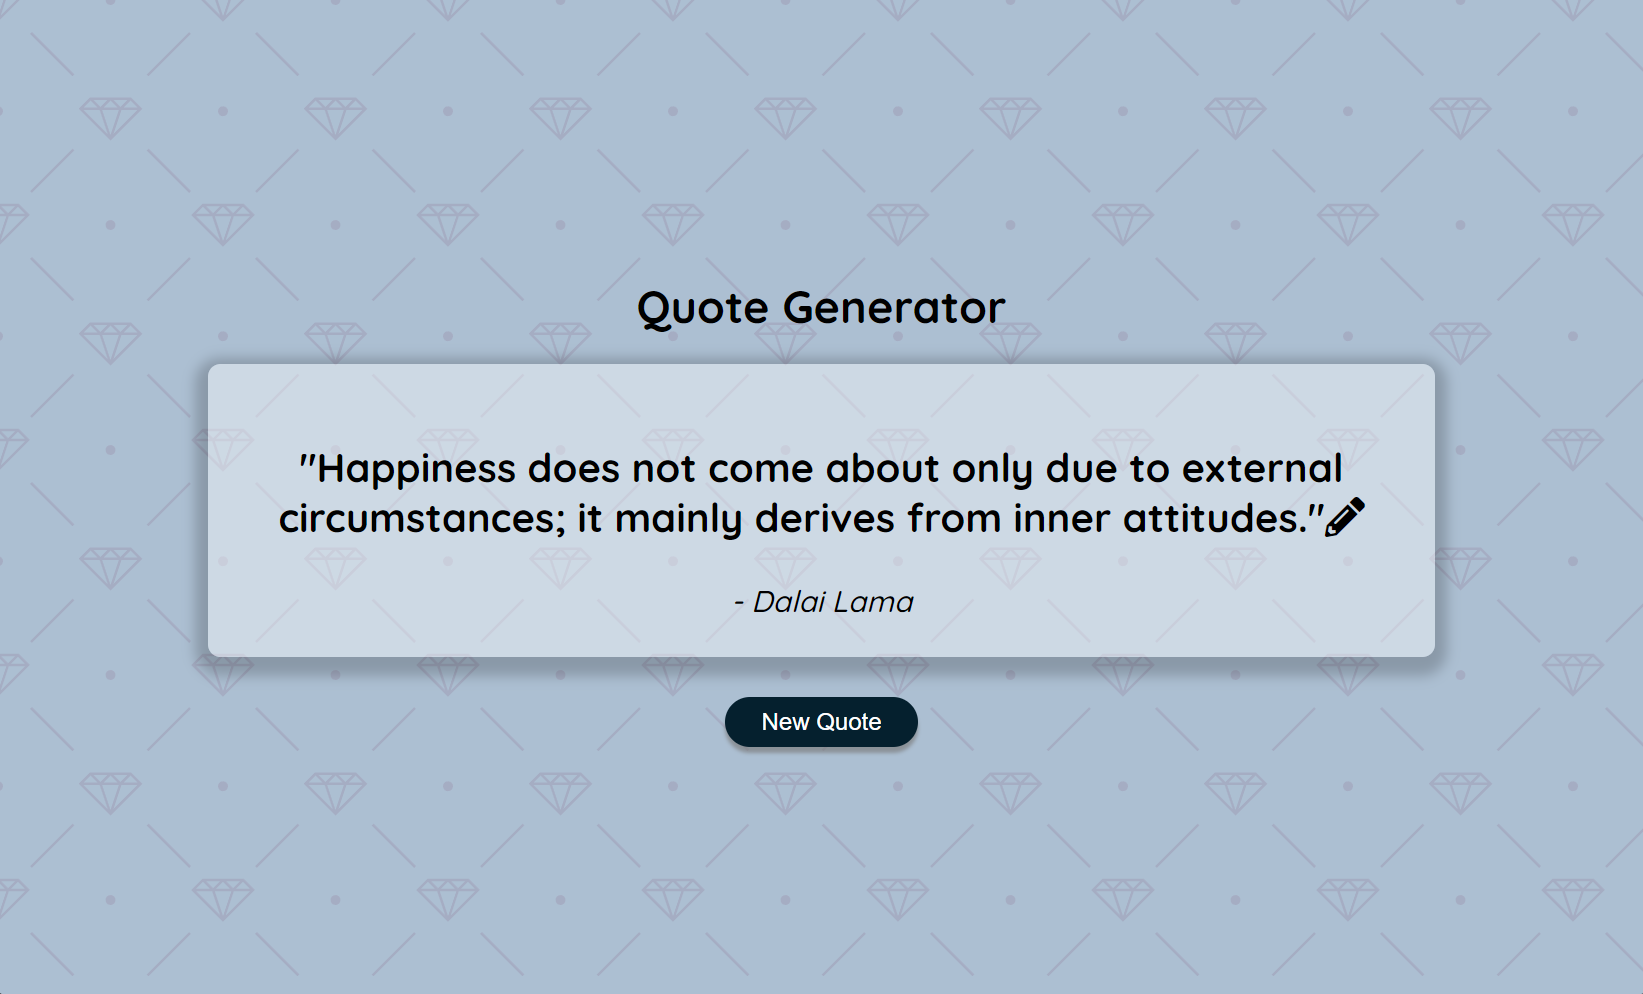 Quote Generator
"Happiness does not come about only due to external
circumstances; it mainly derives from inner attitudes."
- Dalai Lama
New Quote